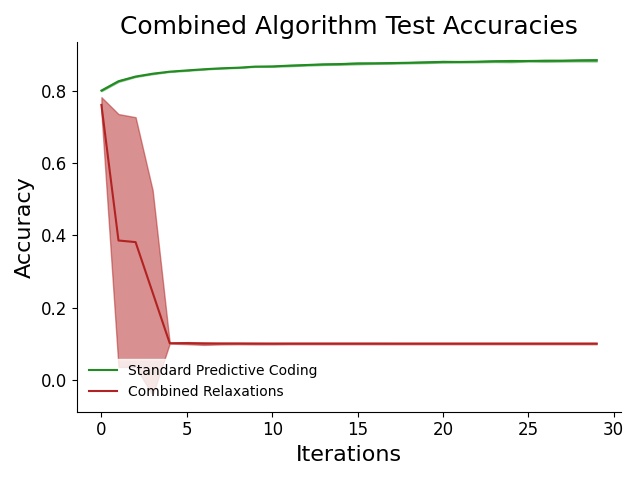 Combined Algorithm Test Accuracies
Accuracy
0.8
0.6
0.4
0.2
0.0
Standard Predictive Coding
Combined Relaxations
0 5 10 15 20 25 30
Iterations